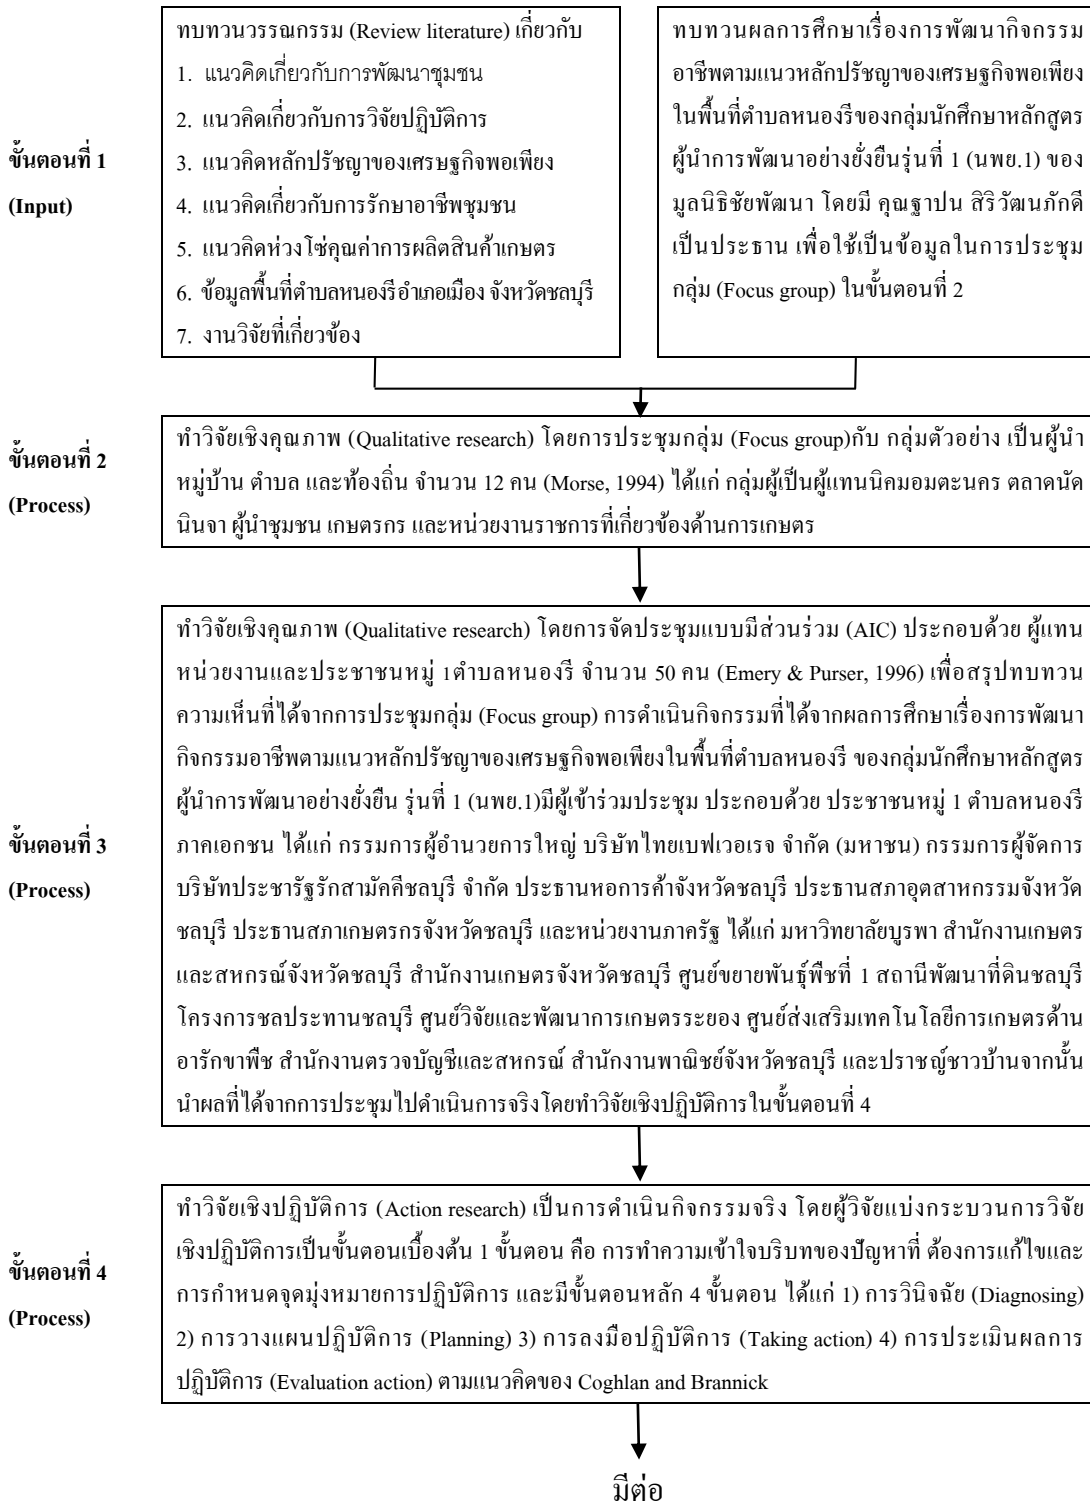 ทบทวนวรรณกรรม (Review literature) เกี่ยวกับ
1. แนวคิดเกี่ยวกับการพัฒนาชุมชน
2. แนวคิดเกี่ยวกับการวิจัยปฏิบัติการ
3. แนวคิดหลักปรัชญาของเศรษฐกิจพอเพียง
4. แนวคิดเกี่ยวกับการรักษาอาชีพชุมชน
5. แนวคิดห่วงโซ่คุณค่าการผลิตสินค้าเกษตร
6. ข้อมูลพื้นที่ตำบลหนองรีอำเภอเมือง จังหวัดชลบุรี
7. งานวิจัยที่เกี่ยวข้อง
ทบทวนผลการศึกษาเรื่องการพัฒนากิจกรรม
อาชีพตามแนวหลักปรัชญาของเศรษฐกิจพอเพียง
ในพื้นที่ตำบลหนองรีของกลุ่มนักศึกษาหลักสูตร
ผู้นำการพัฒนาอย่างยั่งยืนรุ่นที่ 1 (นพย.1) ของ
มูลนิธิชัยพัฒนา โดยมี คุณฐาปน สิริวัฒนภักดี
เป็นประธาน เพื่อใช้เป็นข้อมูลในการประชุม
กลุ่ม (Focus group) ในขั้นตอนที่ 2
ขั้นตอนที่ 1
(Input)
ขั้นตอนที่ 2
(Process)
ทำวิจัยเชิงคุณภาพ (Qualitative research) โดยการประชุมกลุ่ม (Focus group)กับ กลุ่มตัวอย่าง เป็นผู้นำ
หมู่บ้าน ตำบล และท้องถิ่น จำนวน 12 คน (Morse, 1994) ได้แก่ กลุ่มผู้เป็นผู้แทนนิคมอมตะนคร ตลาดนัด
นินจา ผู้นำชุมชน เกษตรกร และหน่วยงานราชการที่เกี่ยวข้องด้านการเกษตร
ขั้นตอนที่ 3
(Process)
ทำวิจัยเชิงคุณภาพ (Qualitative research) โดยการจัดประชุมแบบมีส่วนร่วม (AIC) ประกอบด้วย ผู้แทน
หน่วยงานและประชาชนหมู่ 1ตำบลหนองรี จำนวน 50 คน (Emery & Purser, 1996) เพื่อสรุปทบทวน
ความเห็นที่ได้จากการประชุมกลุ่ม (Focus group) การดำเนินกิจกรรมที่ได้จากผลการศึกษาเรื่องการพัฒนา
กิจกรรมอาชีพตามแนวหลักปรัชญาของเศรษฐกิจพอเพียงในพื้นที่ตำบลหนองรี ของกลุ่มนักศึกษาหลักสูตร
ผู้นำการพัฒนาอย่างยั่งยืน รุ่นที่ 1 (นพย.1)มีผู้เข้าร่วมประชุม ประกอบด้วย ประชาชนหมู่ 1 ตำบลหนองรี
ภาคเอกชน ได้แก่ กรรมการผู้อำนวยการใหญ่ บริษัทไทยเบฟเวอเรจ จำกัด (มหาชน) กรรมการผู้จัดการ
บริษัทประชารัฐรักสามัคคีชลบุรี จำกัด ประธานหอการค้าจังหวัดชลบุรี ประธานสภาอุตสาหกรรมจังหวัด
ชลบุรี ประธานสภาเกษตรกรจังหวัดชลบุรี และหน่วยงานภาครัฐ ได้แก่ มหาวิทยาลัยบูรพา สำนักงานเกษตร
และสหกรณ์จังหวัดชลบุรี สำนักงานเกษตรจังหวัดชลบุรี ศูนย์ขยายพันธุ์พืชที่ 1 สถานีพัฒนาที่ดินชลบุรี
โครงการชลประทานชลบุรี ศูนย์วิจัยและพัฒนาการเกษตรระยอง ศูนย์ส่งเสริมเทคโนโลยีการเกษตรด้าน
อารักขาพืช สำนักงานตรวจบัญชีและสหกรณ์ สำนักงานพาณิชย์จังหวัดชลบุรี และปราชญ์ชาวบ้านจากนั้น
นำผลที่ได้จากการประชุมไปดำเนินการจริงโดยทำวิจัยเชิงปฏิบัติการในขั้นตอนที่ 4
ขั้นตอนที่ 4
(Process)
ทำวิจัยเชิงปฏิบัติการ (Action research) เป็นการดำเนินกิจกรรมจริง โดยผู้วิจัยแบ่งกระบวนการวิจัย
เชิงปฏิบัติการเป็นขั้นตอนเบื้องต้น 1 ขั้นตอน คือ การทำความเข้าใจบริบทของปัญหาที่ ต้องการแก้ไขและ
การกำหนดจุดมุ่งหมายการปฏิบัติการ และมีขั้นตอนหลัก 4 ขั้นตอน ได้แก่ 1) การวินิจฉัย (Diagnosing)
2) การวางแผนปฏิบัติการ (Planning) 3) การลงมือปฏิบัติการ (Taking action) 4) การประเมินผลการ
ปฏิบัติการ (Evaluation action) ตามแนวคิดของ Coghlan and Brannick
มีต่อ